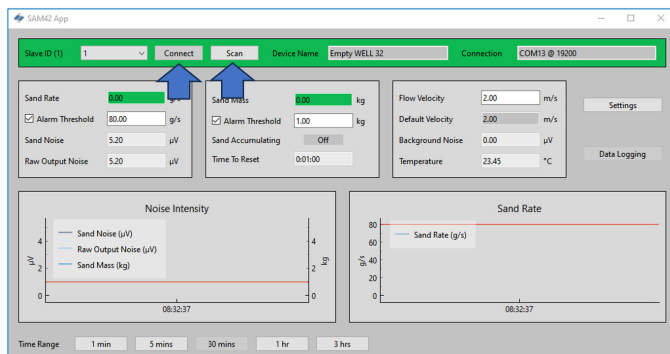 SAM42 App
Slave ID (1) 1 Connect Scan Device Name Empty WELL 32 Connection COM13 @ 19200
Sand Rate 0.00 g/s
Alarm Threshold 80.00 g/s
Sand Noise 5.20 µV
Raw Output Noise 5.20 µV
Sand Mass 0.00 kg
Alarm Threshold 1.00 kg
Sand Accumulating Off
Time To Reset 0:01:00
Flow Velocity 2.00 m/s
Default Velocity 2.00 m/s
Background Noise 0.00 µV
Temperature 23.45 °C
Settings
Data Logging
Noise Intensity
Sand Noise (µV)
Raw Output Noise (µV)
Sand Mass (kg)
4
2
0
µV
4
2
0
kg
08:32:37
Sand Rate
Sand Rate (g/s)
80
60
40
20
0
g/s
08:32:37
Time Range 1 min 5 mins 30 mins 1 hr 3 hrs